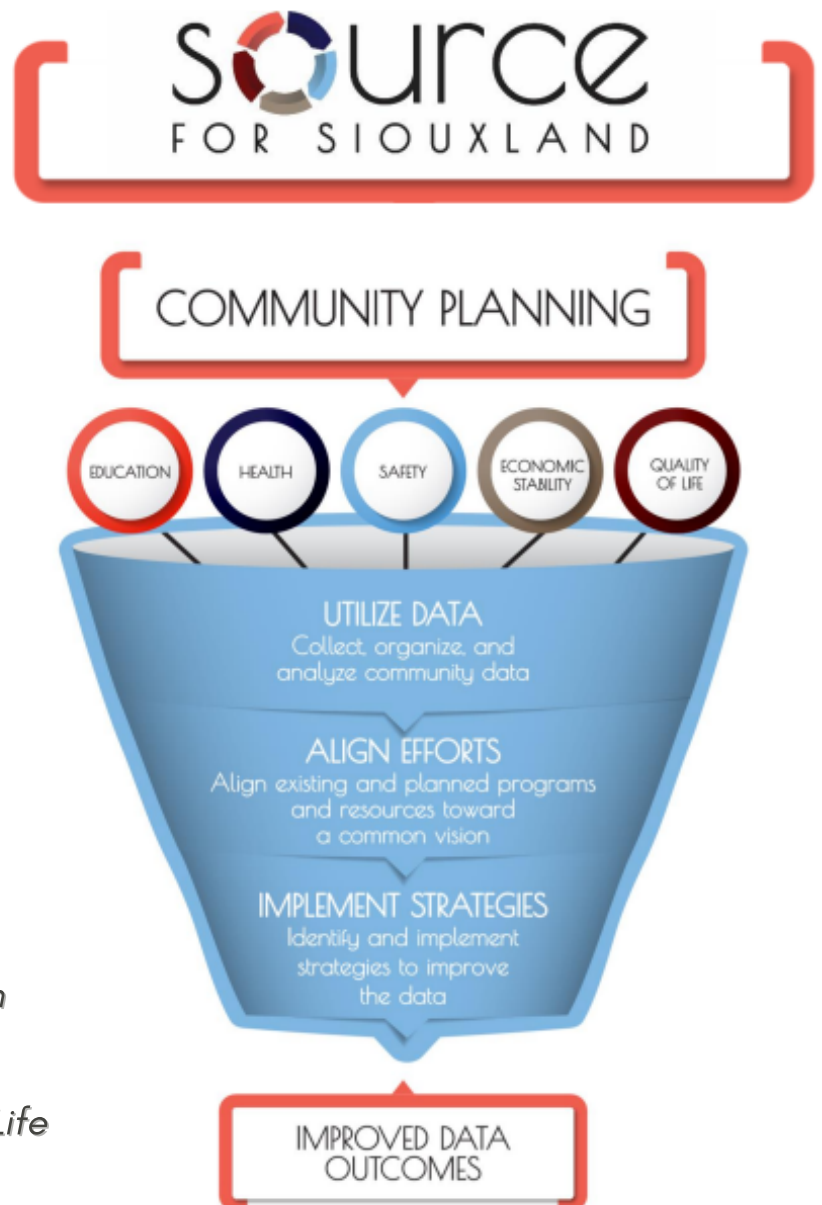 source
FOR SIOUXLAND
COMMUNITY PLANNING
EDUCATION
HEALTH
SAFETY
ECONOMIC
STABILITY
QUALITY
OF LIFE
UTILIZE DATA
Collect, organize, and
analyze community data
ALIGN EFFORTS
Align existing and planned programs
and resources toward
a common vision
IMPLEMENT STRATEGIES
Identify and implement
strategies to improve
the data
Life
IMPROVED DATA
OUTCOMES